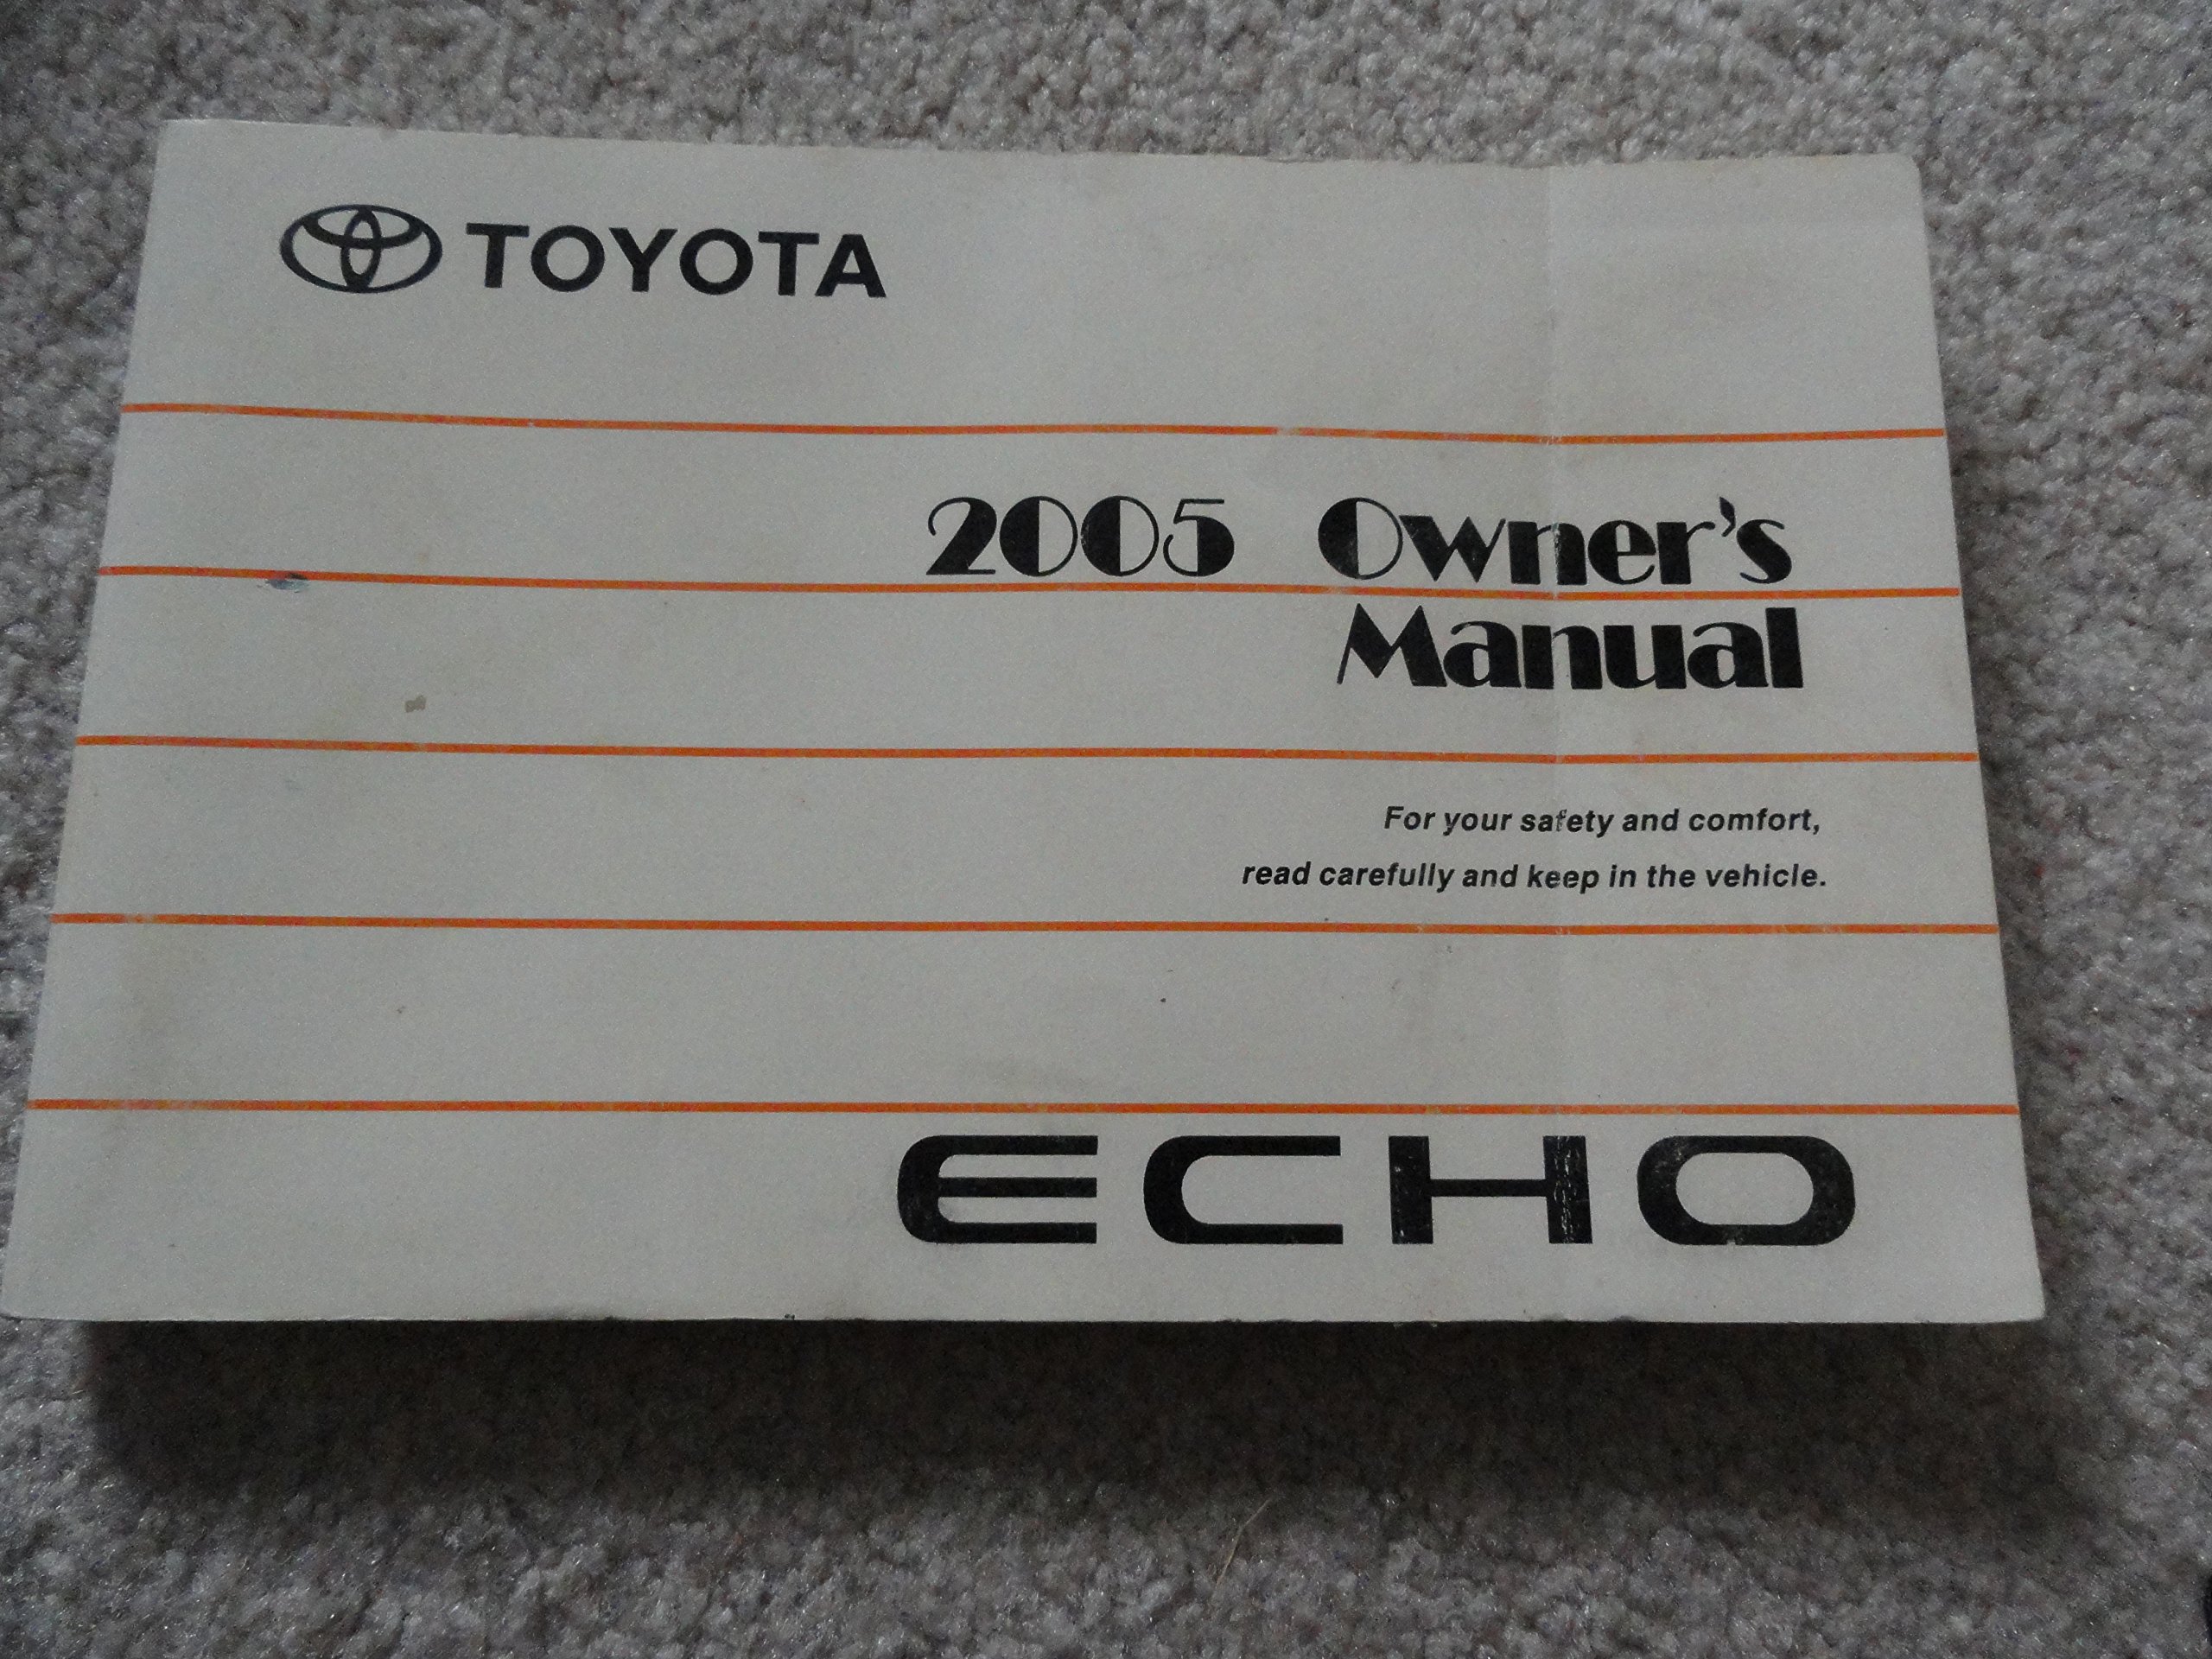 TOYOTA
2005 Owner's
Manual
For your safety and comfort,
read carefully and keep in the vehicle.
ECHO